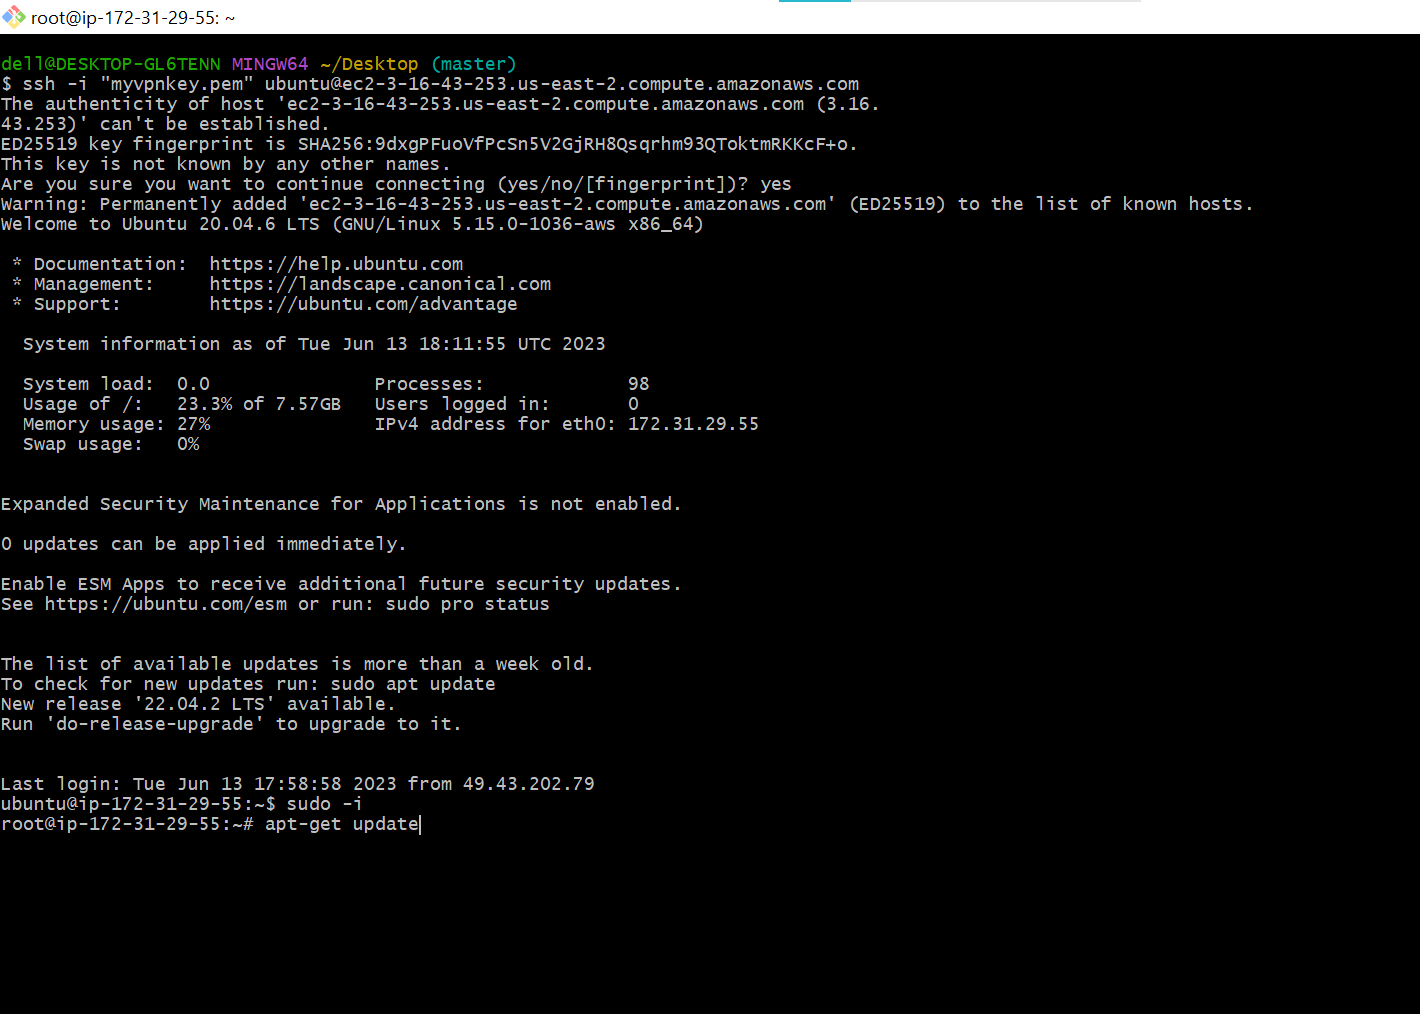 root@ip-172-31-29-55: ~
dell@DESKTOP-GL6TENN MINGW64 ~/Desktop (master)
$ ssh -i "myvpnkey.pem" ubuntu@ec2-3-16-43-253.us-east-2.compute.amazonaws.com
The authenticity of host 'ec2-3-16-43-253.us-east-2.compute.amazonaws.com (3.16.
43.253)' can't be established.
ED25519 key fingerprint is SHA256:9dxgPFuoVfPcSn5V2GjRH8Qsqrhm93QToktmRKKcF+o.
This key is not known by any other names.
Are you sure you want to continue connecting (yes/no/[fingerprint])? yes
Warning: Permanently added 'ec2-3-16-43-253.us-east-2.compute.amazonaws.com' (ED25519) to the list of known hosts.
Welcome to Ubuntu 20.04.6 LTS (GNU/Linux 5.15.0-1036-aws x86_64)
* Documentation:  https://help.ubuntu.com
* Management:     https://landscape.canonical.com
* Support:        https://ubuntu.com/advantage
System information as of Tue Jun 13 18:11:55 UTC 2023
System load:  0.0               Processes:             98
Usage of /:   23.3% of 7.57GB   Users logged in:       0
Memory usage: 27%               IPv4 address for eth0: 172.31.29.55
Swap usage:   0%
Expanded Security Maintenance for Applications is not enabled.
0 updates can be applied immediately.
Enable ESM Apps to receive additional future security updates.
See https://ubuntu.com/esm or run: sudo pro status
The list of available updates is more than a week old.
To check for new updates run: sudo apt update
New release '22.04.2 LTS' available.
Run 'do-release-upgrade' to upgrade to it.
Last login: Tue Jun 13 17:58:58 2023 from 49.43.202.79
ubuntu@ip-172-31-29-55:~$ sudo -i
root@ip-172-31-29-55:~# apt-get update